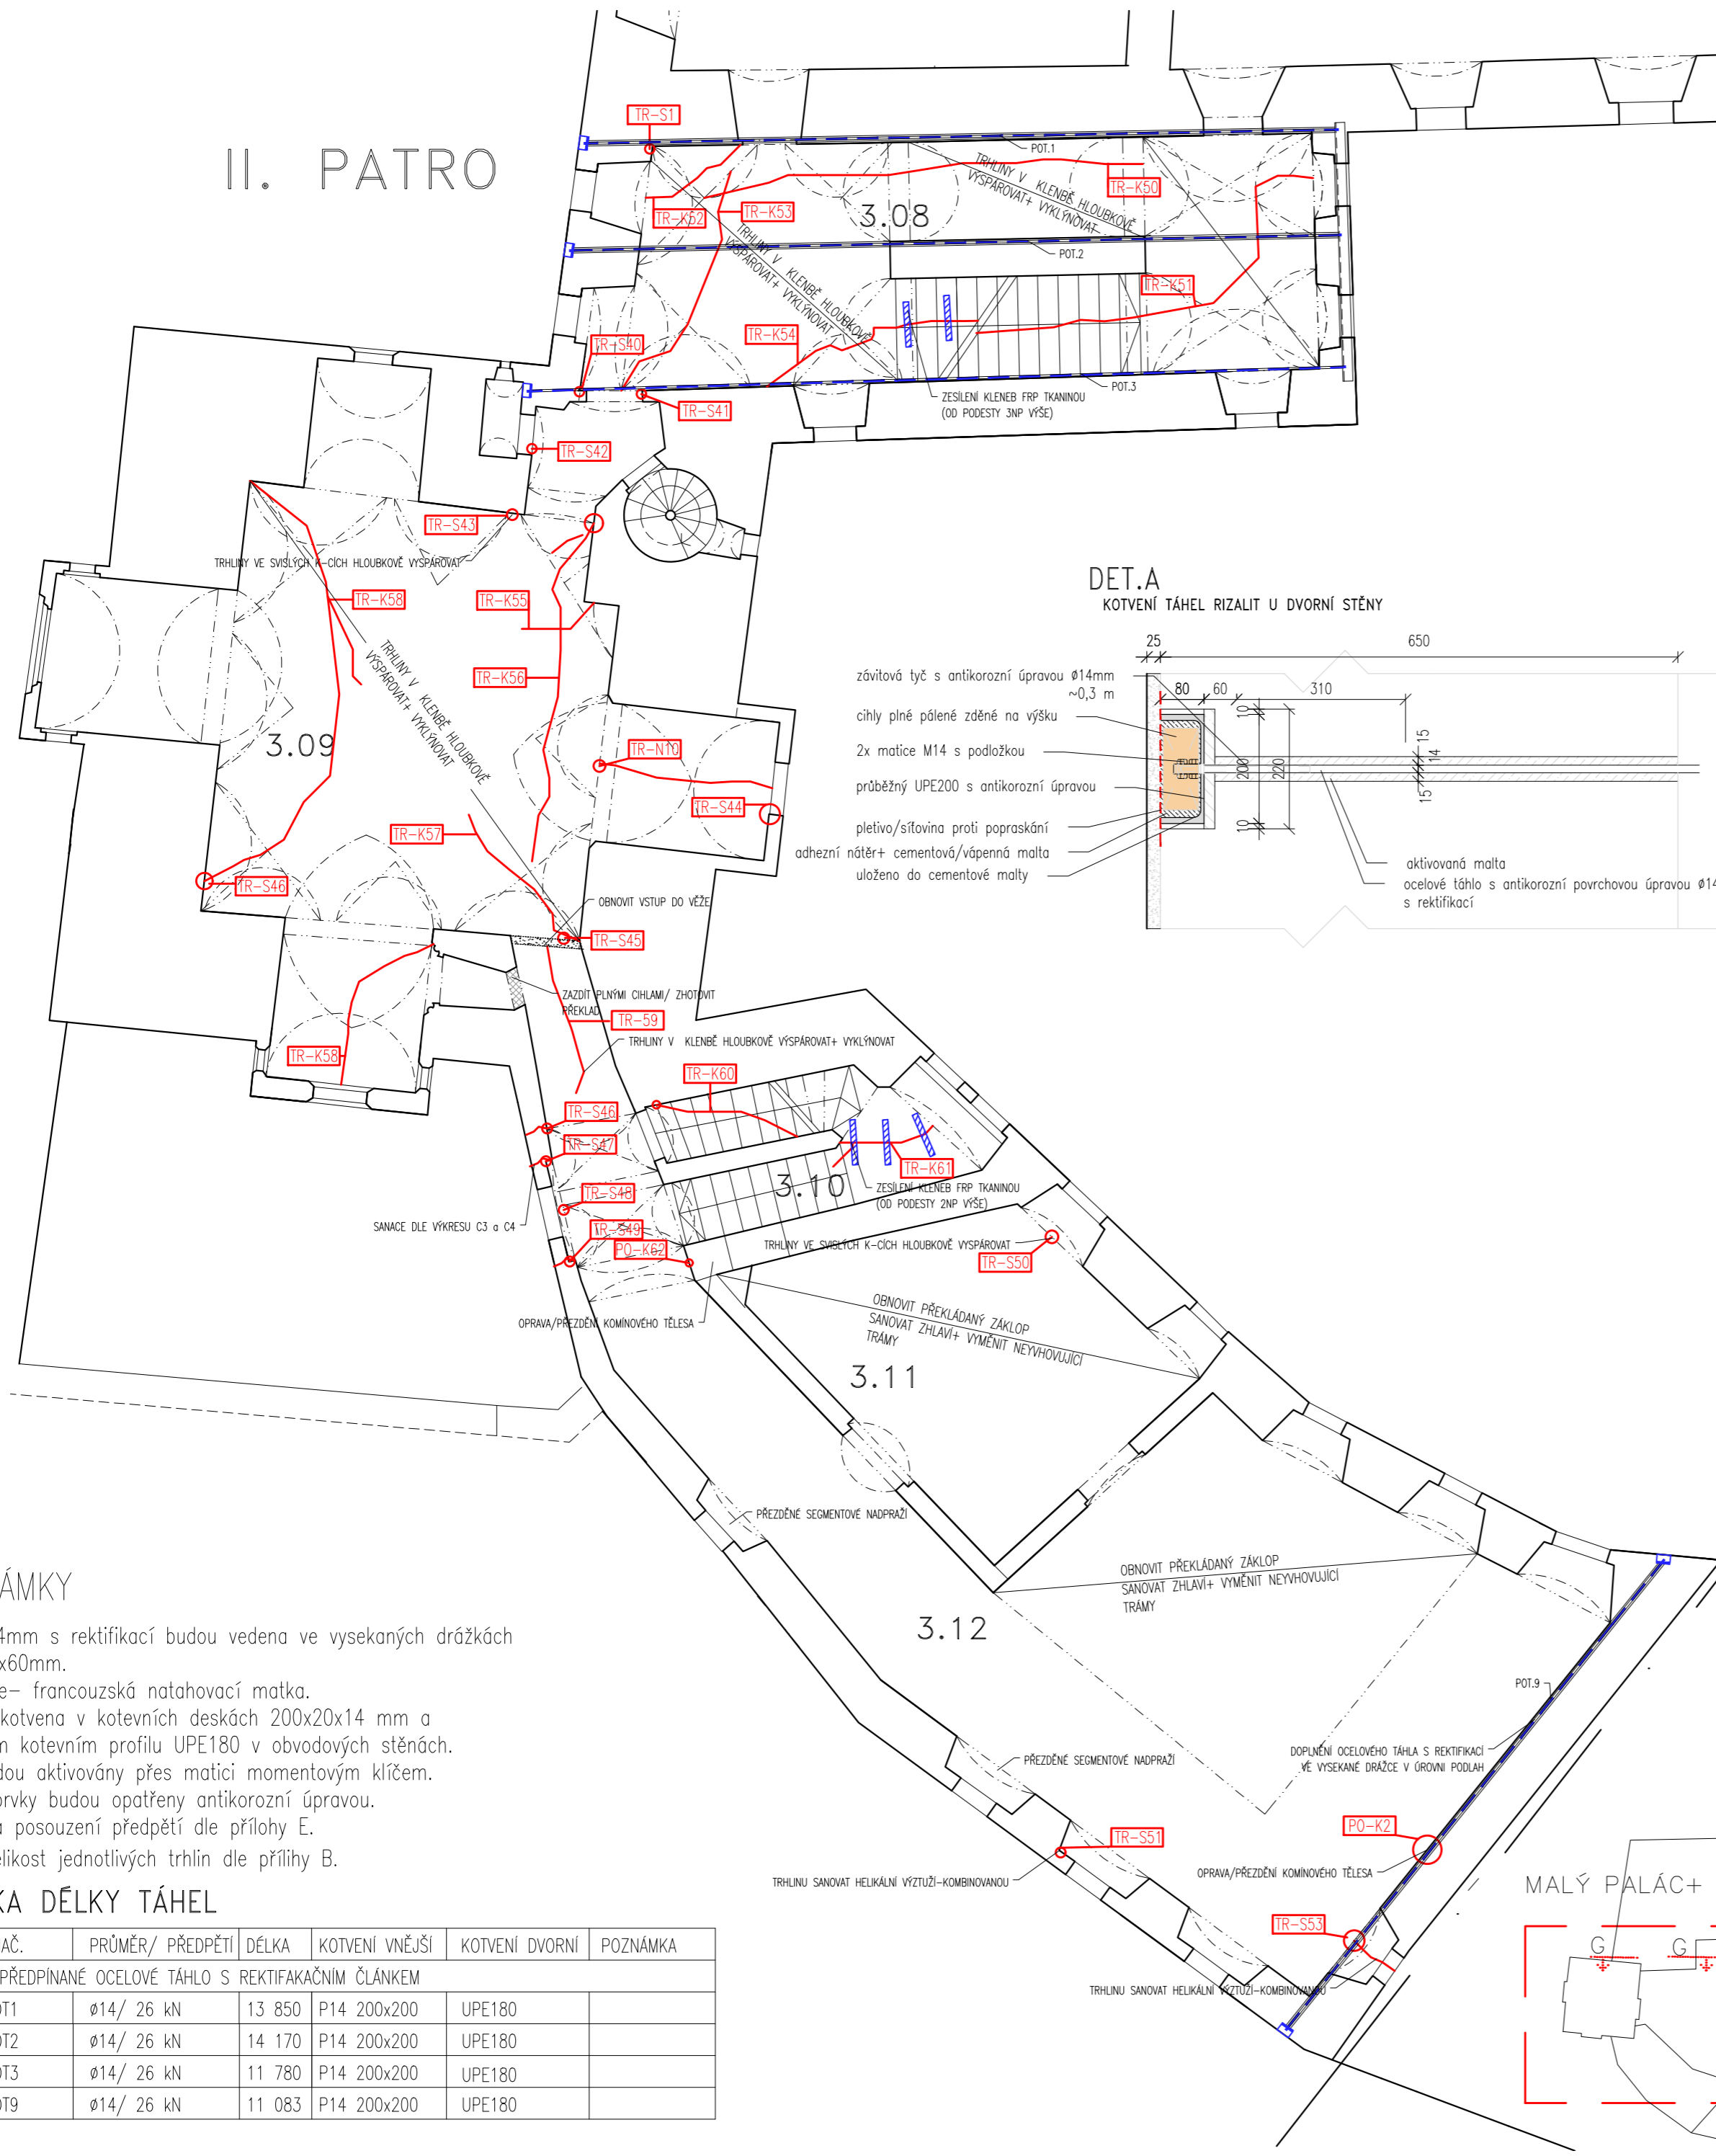 II. PATRO
TR-S1
POT.1
TRHLINY V KLENBĚ HLOUBKOVĚ
VÝSPÁROVAT+ VYKLÝNOVAT
TR-K50
TR-K52
TR-K53
3.08
TRHLINY V KLENBĚ HLOUBKOVĚ
VÝSPÁROVAT+ VYKLÝNOVAT
POT.2
TR-K51
TR-S40
TR-K54
POT.3
ZESÍLENÍ KLENEB FRP TKANINOU
(OD PODESTY 3NP VÝŠE)
TR-S41
TR-S42
TR-S43
TRHLINY VE SVISLÝCH K-CÍCH HLOUBKOVĚ VYSPÁROVAT
TR-K58
TR-K55
TRHLINY V KLENBĚ HLOUBKOVĚ
VÝSPÁROVAT+ VYKLÝNOVAT
TR-K56
3.09
TR-N10
TR-S44
TR-K57
TR-S46
OBNOVIT VSTUP DO VĚŽE
TR-S45
ZAZDÍT PLNÝMI CIHLAMI/ ZHOTOVIT
PŘEKLAD
TR-59
TRHLINY V KLENBĚ HLOUBKOVĚ VÝSPÁROVAT+ VYKLÝNOVAT
TR-K58
TR-K60
TR-S46
TR-S47
TR-K61
3.10
ZESÍLENÍ KLENEB FRP TKANINOU
(OD PODESTY 2NP VÝŠE)
TR-S48
SANACE DLE VÝKRESU C3 a C4
TR-S49
PO-K62
TRHLINY VE SVISLÝCH K-CÍCH HLOUBKOVĚ VYSPÁROVAT
TR-S50
OPRAVA/PŘEZDĚNÍ KOMÍNOVÉHO TĚLESA
OBNOVIT PŘEKLÁDANÝ ZÁKLOP
SANOVAT ZHLAVÍ+ VYMĚNIT NEYVHOVUJÍCÍ
TRÁMY
3.11
PŘEZDĚNÉ SEGMENTOVÉ NADPRAŽÍ
OBNOVIT PŘEKLÁDANÝ ZÁKLOP
SANOVAT ZHLAVÍ+ VYMĚNIT NEYVHOVUJÍCÍ
TRÁMY
3.12
POT.9
DOPLNĚNÍ OCELOVÉHO TÁHLA S REKTIFIKACÍ
VE VYSEKANÉ DRÁŽCE V ÚROVNI PODLAH
PŘEZDĚNÉ SEGMENTOVÉ NADPRAŽÍ
TR-S51
TRHLINU SANOVAT HELIKÁLNÍ VÝZTUŽÍ-KOMBINOVANOU
PO-K2
OPRAVA/PŘEZDĚNÍ KOMÍNOVÉHO TĚLESA
TR-S53
TRHLINU SANOVAT HELIKÁLNÍ VÝZTUŽÍ-KOMBINOVANOU
DET.A
KOTVENÍ TÁHEL RIZALIT U DVORNÍ STĚNY
25
650
80
60
310
10
200
220
10
15
14
15
závitová tyč s antikorozní úpravou ø14mm
~0,3 m
cihly plné pálené zděné na výšku
2x matice M14 s podložkou
průběžný UPE200 s antikorozní úpravou
pletivo/síťovina proti popraskání
adhezní nátěr+ cementová/vápenná malta
uloženo do cementové malty
aktivovaná malta
ocelové táhlo s antikorozní povrchovou úpravou ø14
s rektifikací
ÁMKY
4mm s rektifikací budou vedena ve vysekaných drážkách
x60mm.
e- francouzská natahovací matka.
kotvena v kotevních deskách 200x20x14 mm a
m kotevním profilu UPE180 v obvodových stěnách.
dou aktivovány přes matici momentovým klíčem.
prvky budou opatřeny antikorozní úpravou.
a posouzení předpětí dle přílohy E.
elikost jednotlivých trhlin dle přílihy B.
KA DÉLKY TÁHEL
AČ. PRŮMĚR/ PŘEDPĚTÍ DÉLKA KOTVENÍ VNĚJŠÍ KOTVENÍ DVORNÍ POZNÁMKA
PŘEDPÍNANÉ OCELOVÉ TÁHLO S REKTIFAKAČNÍM ČLÁNKEM
OT1 ø14/ 26 kN 13 850 P14 200x200 UPE180
OT2 ø14/ 26 kN 14 170 P14 200x200 UPE180
OT3 ø14/ 26 kN 11 780 P14 200x200 UPE180
OT9 ø14/ 26 kN 11 083 P14 200x200 UPE180
MALÝ PALÁC+
G G